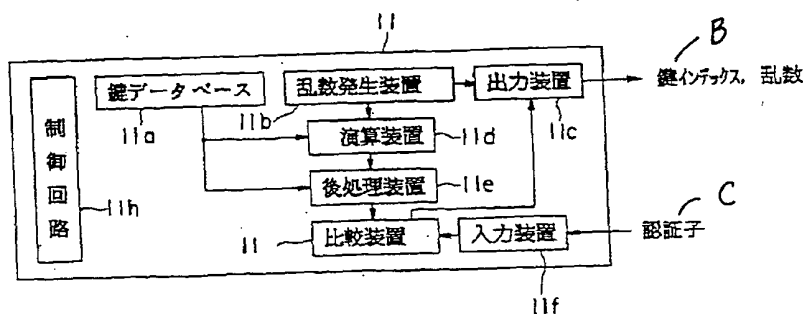 11
B
鍵データベース
乱数発生装置
出力装置
鍵インデックス, 乱数
11a
11b
11c
制御回路
演算装置
11d
後処理装置
11e
C
11h
11
比較装置
入力装置
認証子
11f